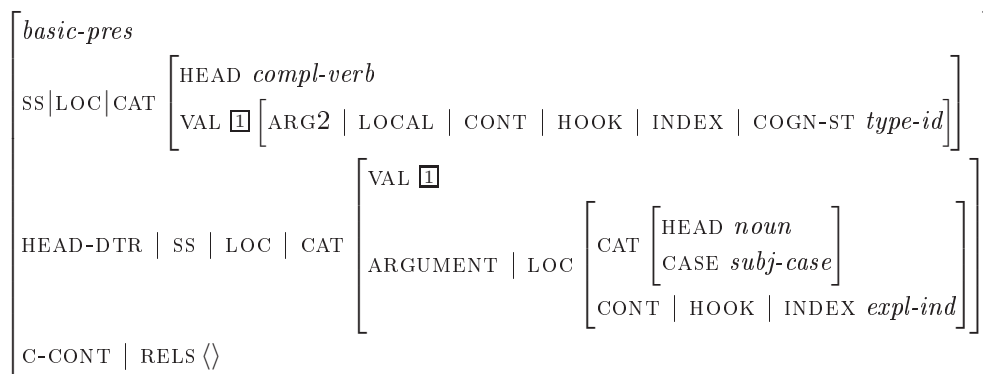 basic-pres
SS|LOC|CAT
HEAD compl-verb
VAL 1 [ARG2 | LOCAL | CONT | HOOK | INDEX | COGN-ST type-id]
HEAD-DTR | SS | LOC | CAT
VAL 1
ARGUMENT | LOC
CAT
HEAD noun
CASE subj-case
CONT | HOOK | INDEX expl-ind
C-CONT | RELS ⟨⟩